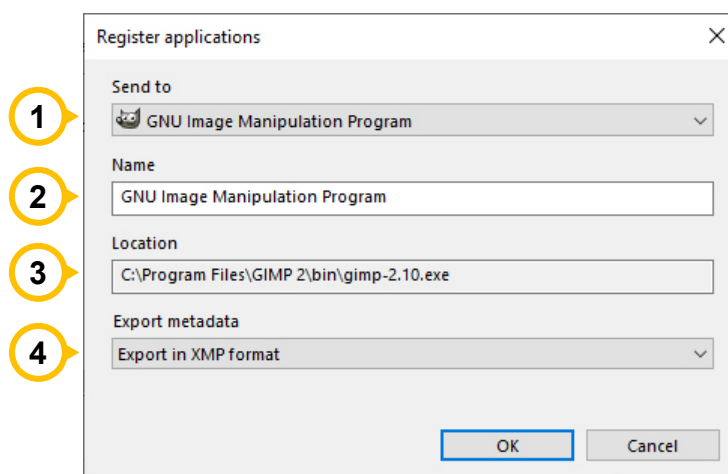 Register applications
Send to
1
GNU Image Manipulation Program
Name
2
GNU Image Manipulation Program
Location
3
C:\Program Files\GIMP 2\bin\gimp-2.10.exe
Export metadata
4
Export in XMP format
OK Cancel